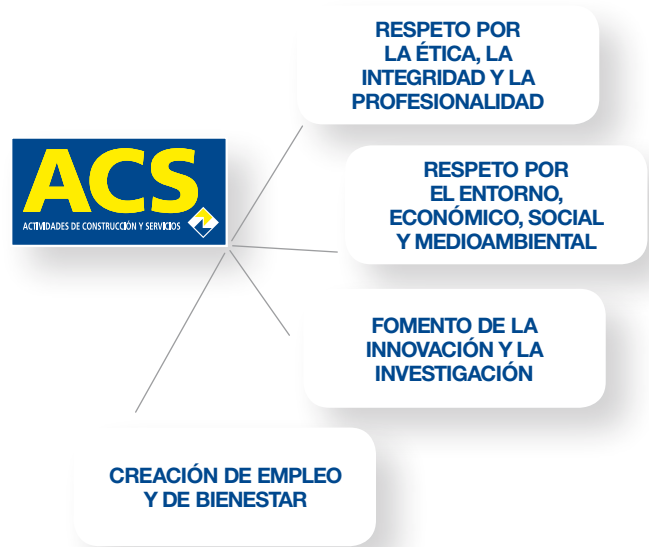 RESPETO POR
LA ÉTICA, LA
INTEGRIDAD Y LA
PROFESIONALIDAD
ACS
ACTIVIDADES DE CONSTRUCCIÓN Y SERVICIOS
RESPETO POR
EL ENTORNO,
ECONÓMICO, SOCIAL
Y MEDIOAMBIENTAL
FOMENTO DE LA
INNOVACIÓN Y LA
INVESTIGACIÓN
CREACIÓN DE EMPLEO
Y DE BIENESTAR